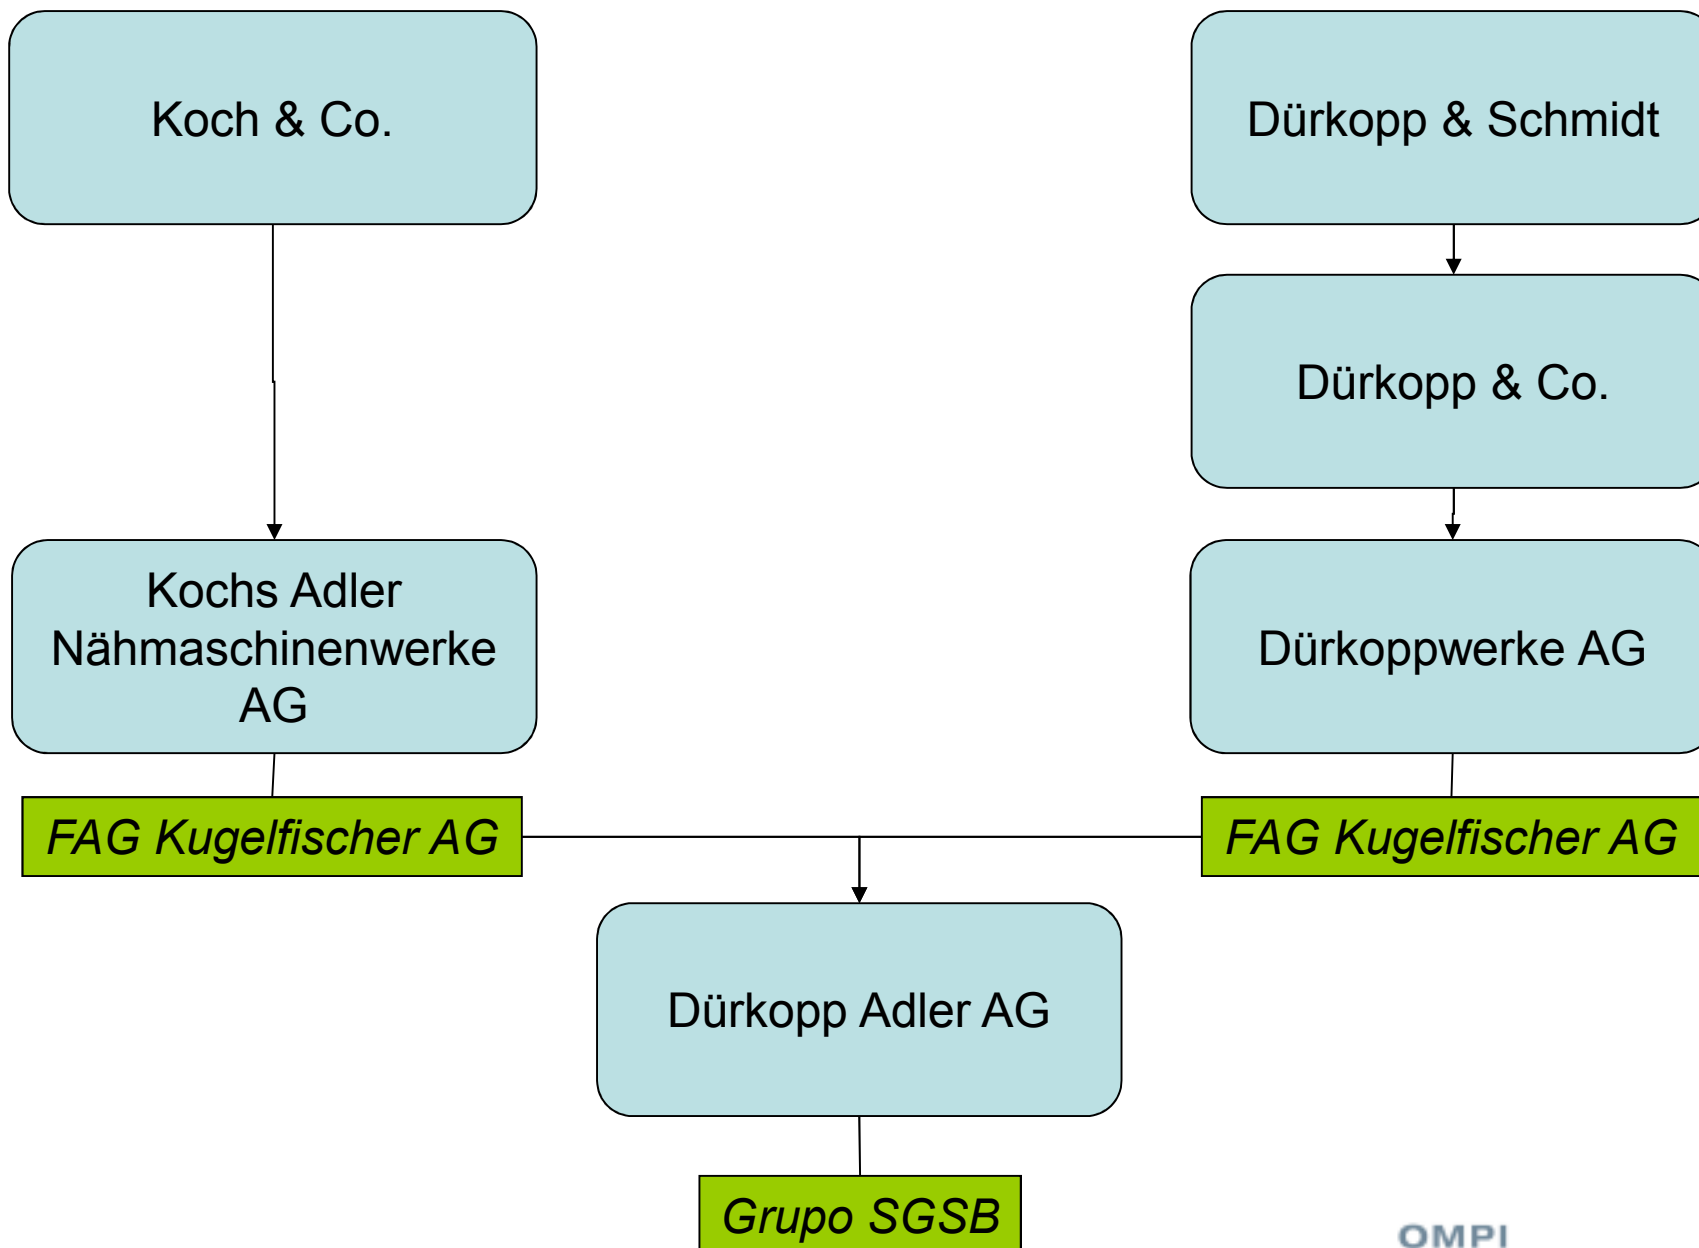 Koch & Co.
Dürkopp & Schmidt
Dürkopp & Co.
Kochs Adler
Nähmaschinenwerke
AG
Dürkoppwerke AG
FAG Kugelfischer AG
FAG Kugelfischer AG
Dürkopp Adler AG
Grupo SGSB
OMPI